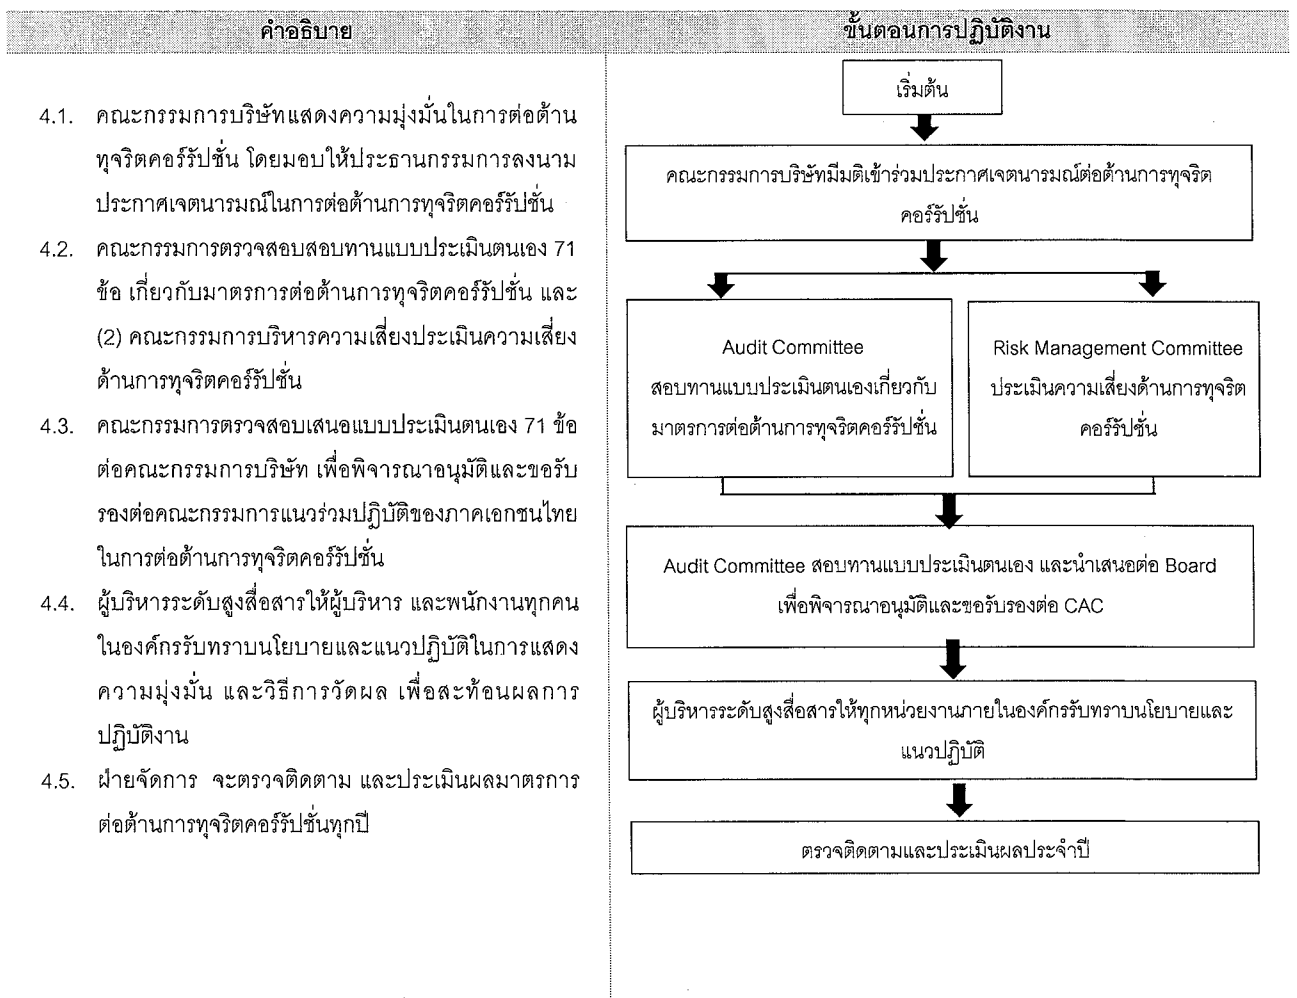 คำอธิบาย
ขั้นตอนการปฏิบัติงาน
4.1. คณะกรรมการบริษัทแสดงความมุ่งมั่นในการต่อต้าน
ทุจริตคอร์รัปชั่น โดยมอบให้ประธานกรรมการลงนาม
ประกาศเจตนารมณ์ในการต่อต้านการทุจริตคอร์รัปชั่น
4.2. คณะกรรมการตรวจสอบสอบทานแบบประเมินตนเอง 71
ข้อ เกี่ยวกับมาตรการต่อต้านการทุจริตคอร์รัปชั่น และ
(2) คณะกรรมการบริหารความเสี่ยงประเมินความเสี่ยง
ด้านการทุจริตคอร์รัปชั่น
4.3. คณะกรรมการตรวจสอบเสนอแบบประเมินตนเอง 71 ข้อ
ต่อคณะกรรมการบริษัท เพื่อพิจารณาอนุมัติและขอรับ
รองต่อคณะกรรมการแนวร่วมปฏิบัติของภาคเอกชนไทย
ในการต่อต้านการทุจริตคอร์รัปชั่น
4.4. ผู้บริหารระดับสูงสื่อสารให้ผู้บริหาร และพนักงานทุกคน
ในองค์กรรับทราบนโยบายและแนวปฏิบัติในการแสดง
ความมุ่งมั่น และวิธีการวัดผล เพื่อสะท้อนผลการ
ปฏิบัติงาน
4.5. ฝ่ายจัดการ จะตรวจติดตาม และประเมินผลมาตรการ
ต่อต้านการทุจริตคอร์รัปชั่นทุกปี
เริ่มต้น
คณะกรรมการบริษัทมีมติเข้าร่วมประกาศเจตนารมณ์ต่อต้านการทุจริต
คอร์รัปชั่น
Audit Committee
สอบทานแบบประเมินตนเองเกี่ยวกับ
มาตรการต่อต้านการทุจริตคอร์รัปชั่น
Risk Management Committee
ประเมินความเสี่ยงด้านการทุจริต
คอร์รัปชั่น
Audit Committee สอบทานแบบประเมินตนเอง และนำเสนอต่อ Board
เพื่อพิจารณาอนุมัติและขอรับรองต่อ CAC
ผู้บริหารระดับสูงสื่อสารให้ทุกหน่วยงานภายในองค์กรรับทราบนโยบายและ
แนวปฏิบัติ
ตรวจติดตามและประเมินผลประจำปี